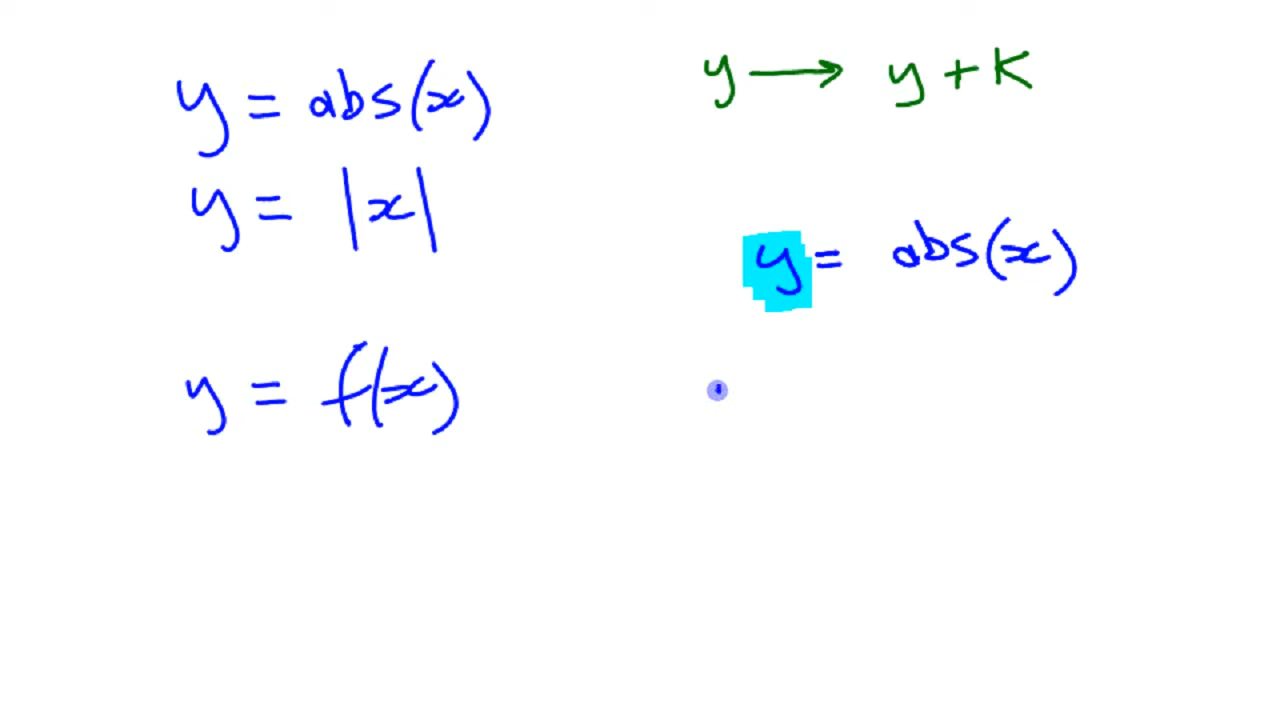 y = abs(x)
y = |x|
y = f(x)
y → y + K
y = abs(x)